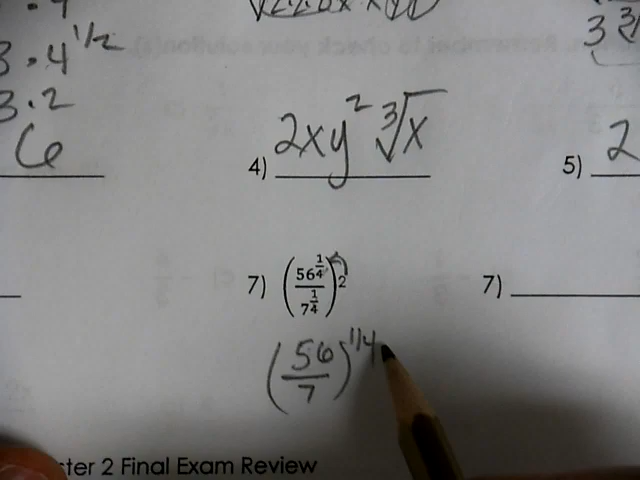 3 • 4^1/2
3 • 2
6
4) 2xy² ∛x
5) 2
7) (56^1/4 / 7^1/4)^2
7)
(56/7)^1/4
ter 2 Final Exam Review